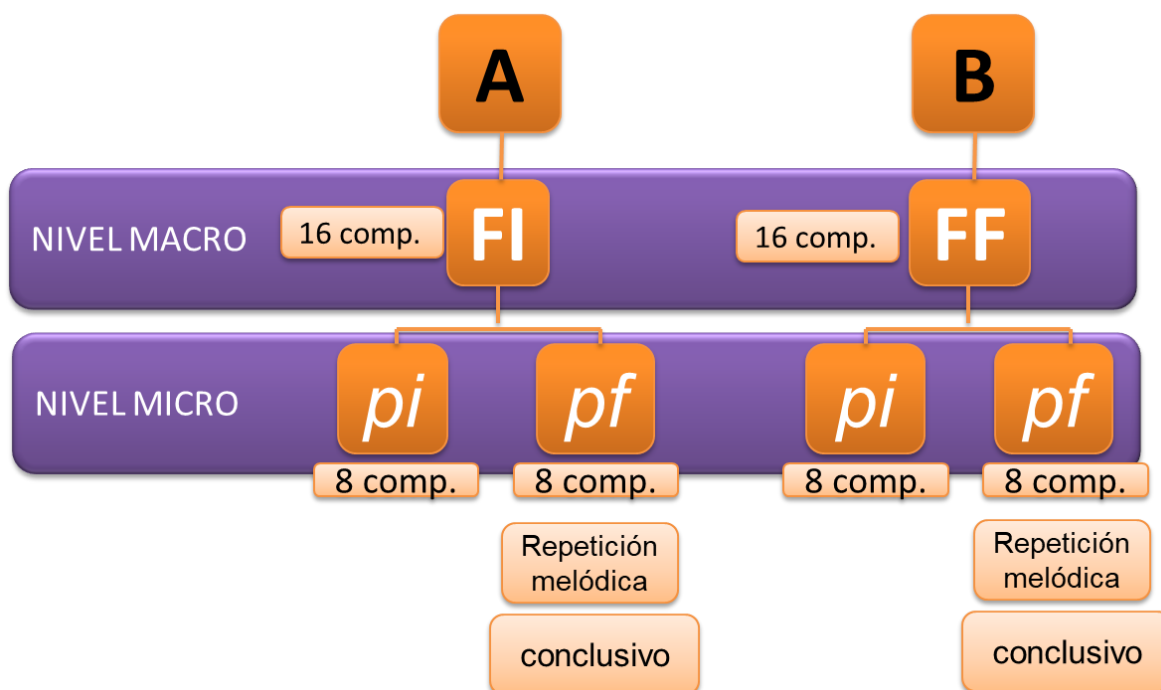 A
B
NIVEL MACRO
16 comp.
FI
16 comp.
FF
NIVEL MICRO
pi
pf
pi
pf
8 comp.
8 comp.
8 comp.
8 comp.
Repetición
melódica
Repetición
melódica
conclusivo
conclusivo